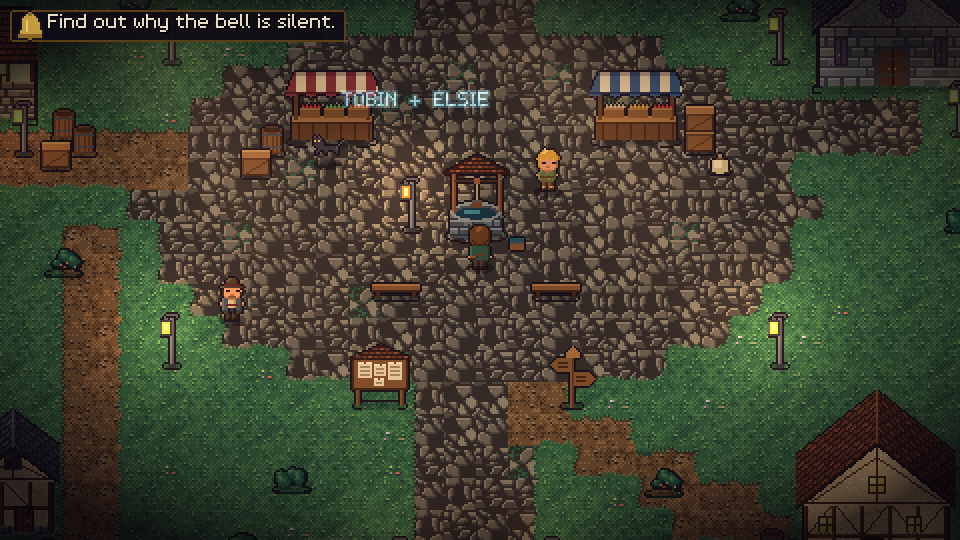 Find out why the bell is silent.
TOBIN + ELSIE